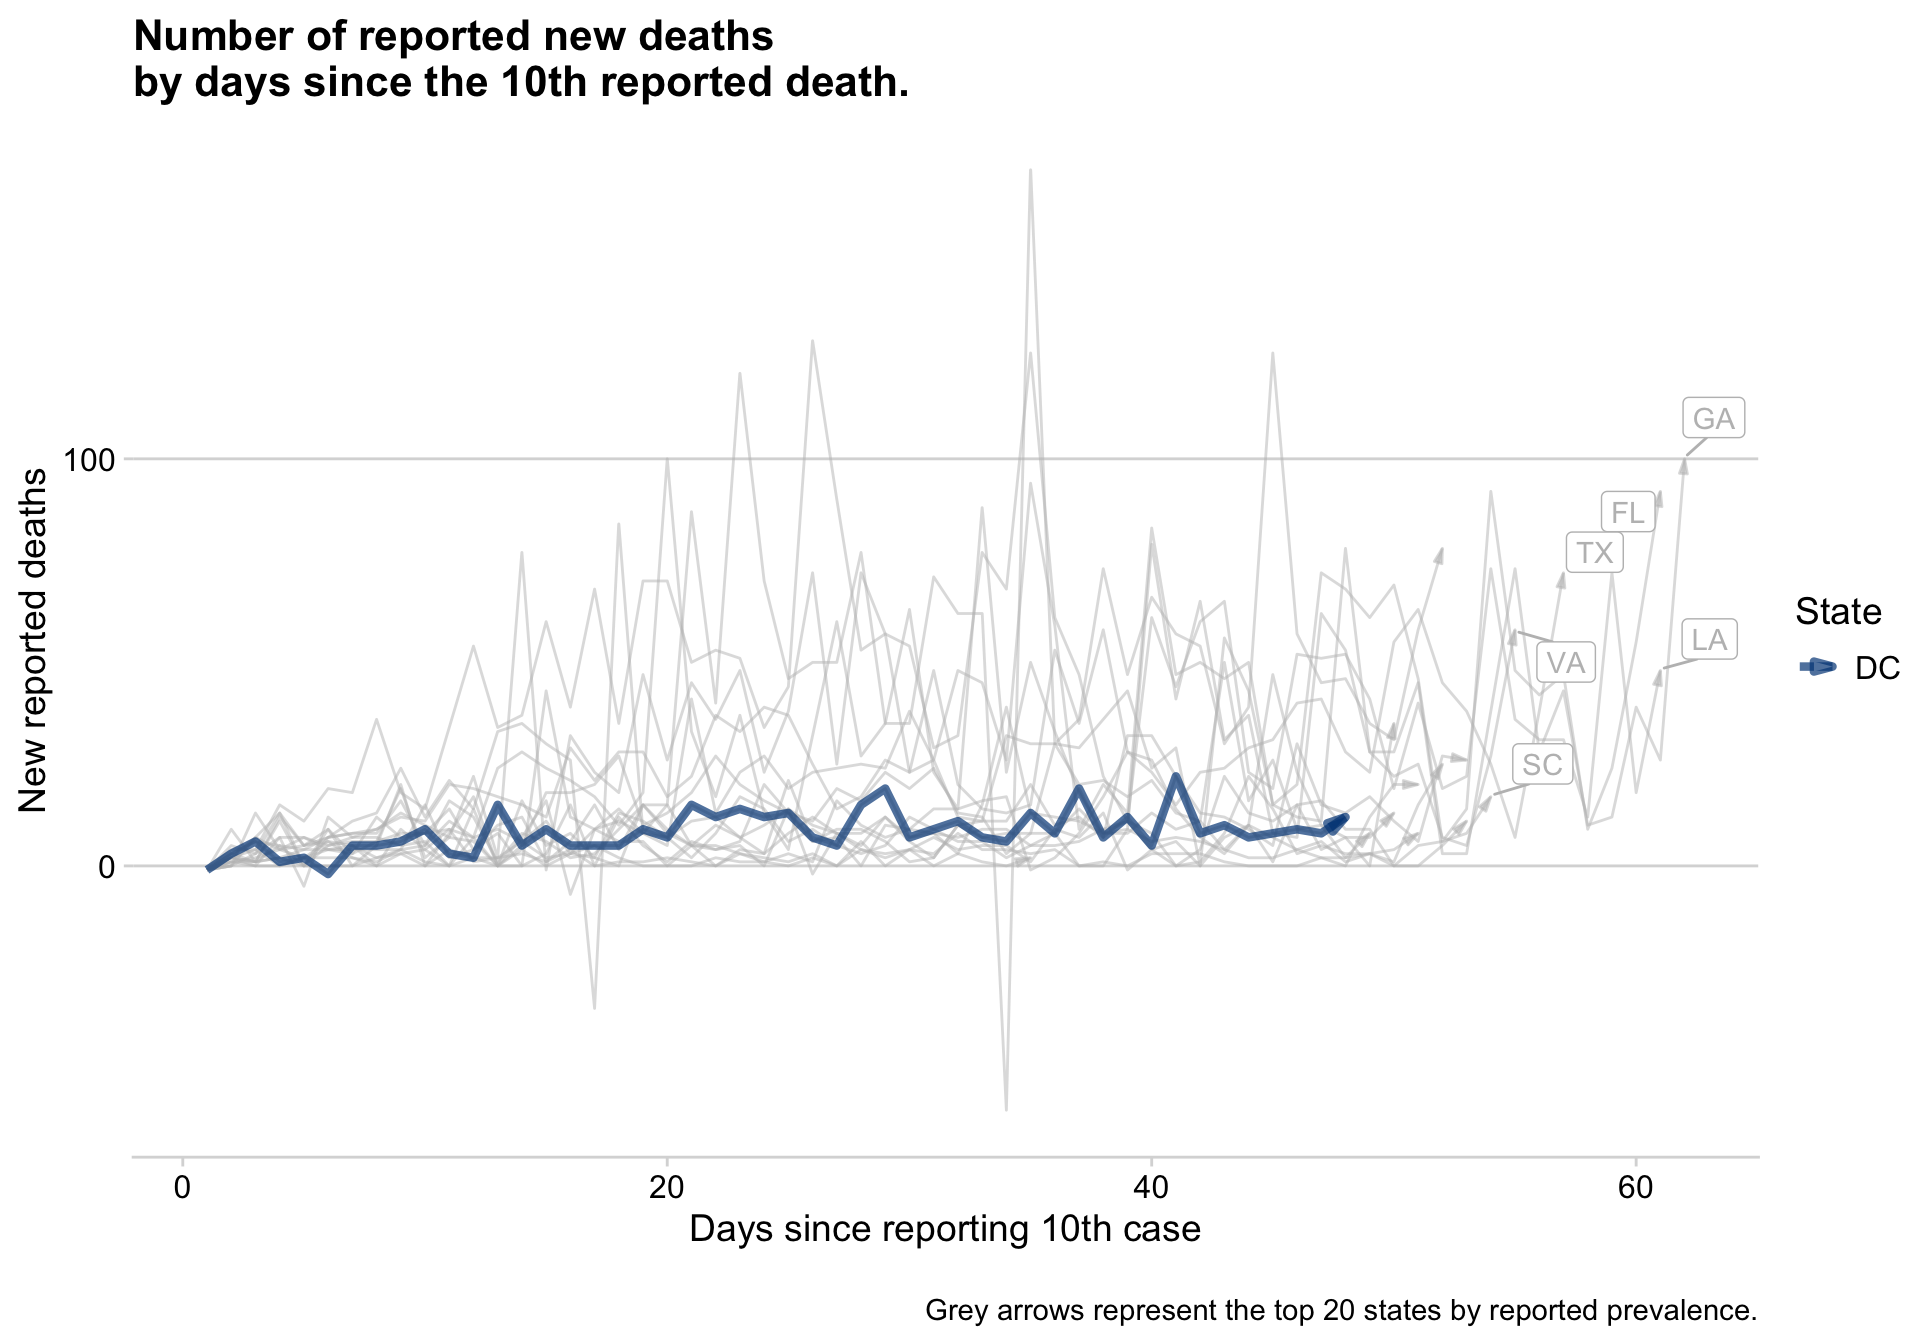 Number of reported new deaths
by days since the 10th reported death.
New reported deaths
100
0
GA
FL
TX
LA
VA
SC
State
DC
0
20
40
60
Days since reporting 10th case
Grey arrows represent the top 20 states by reported prevalence.